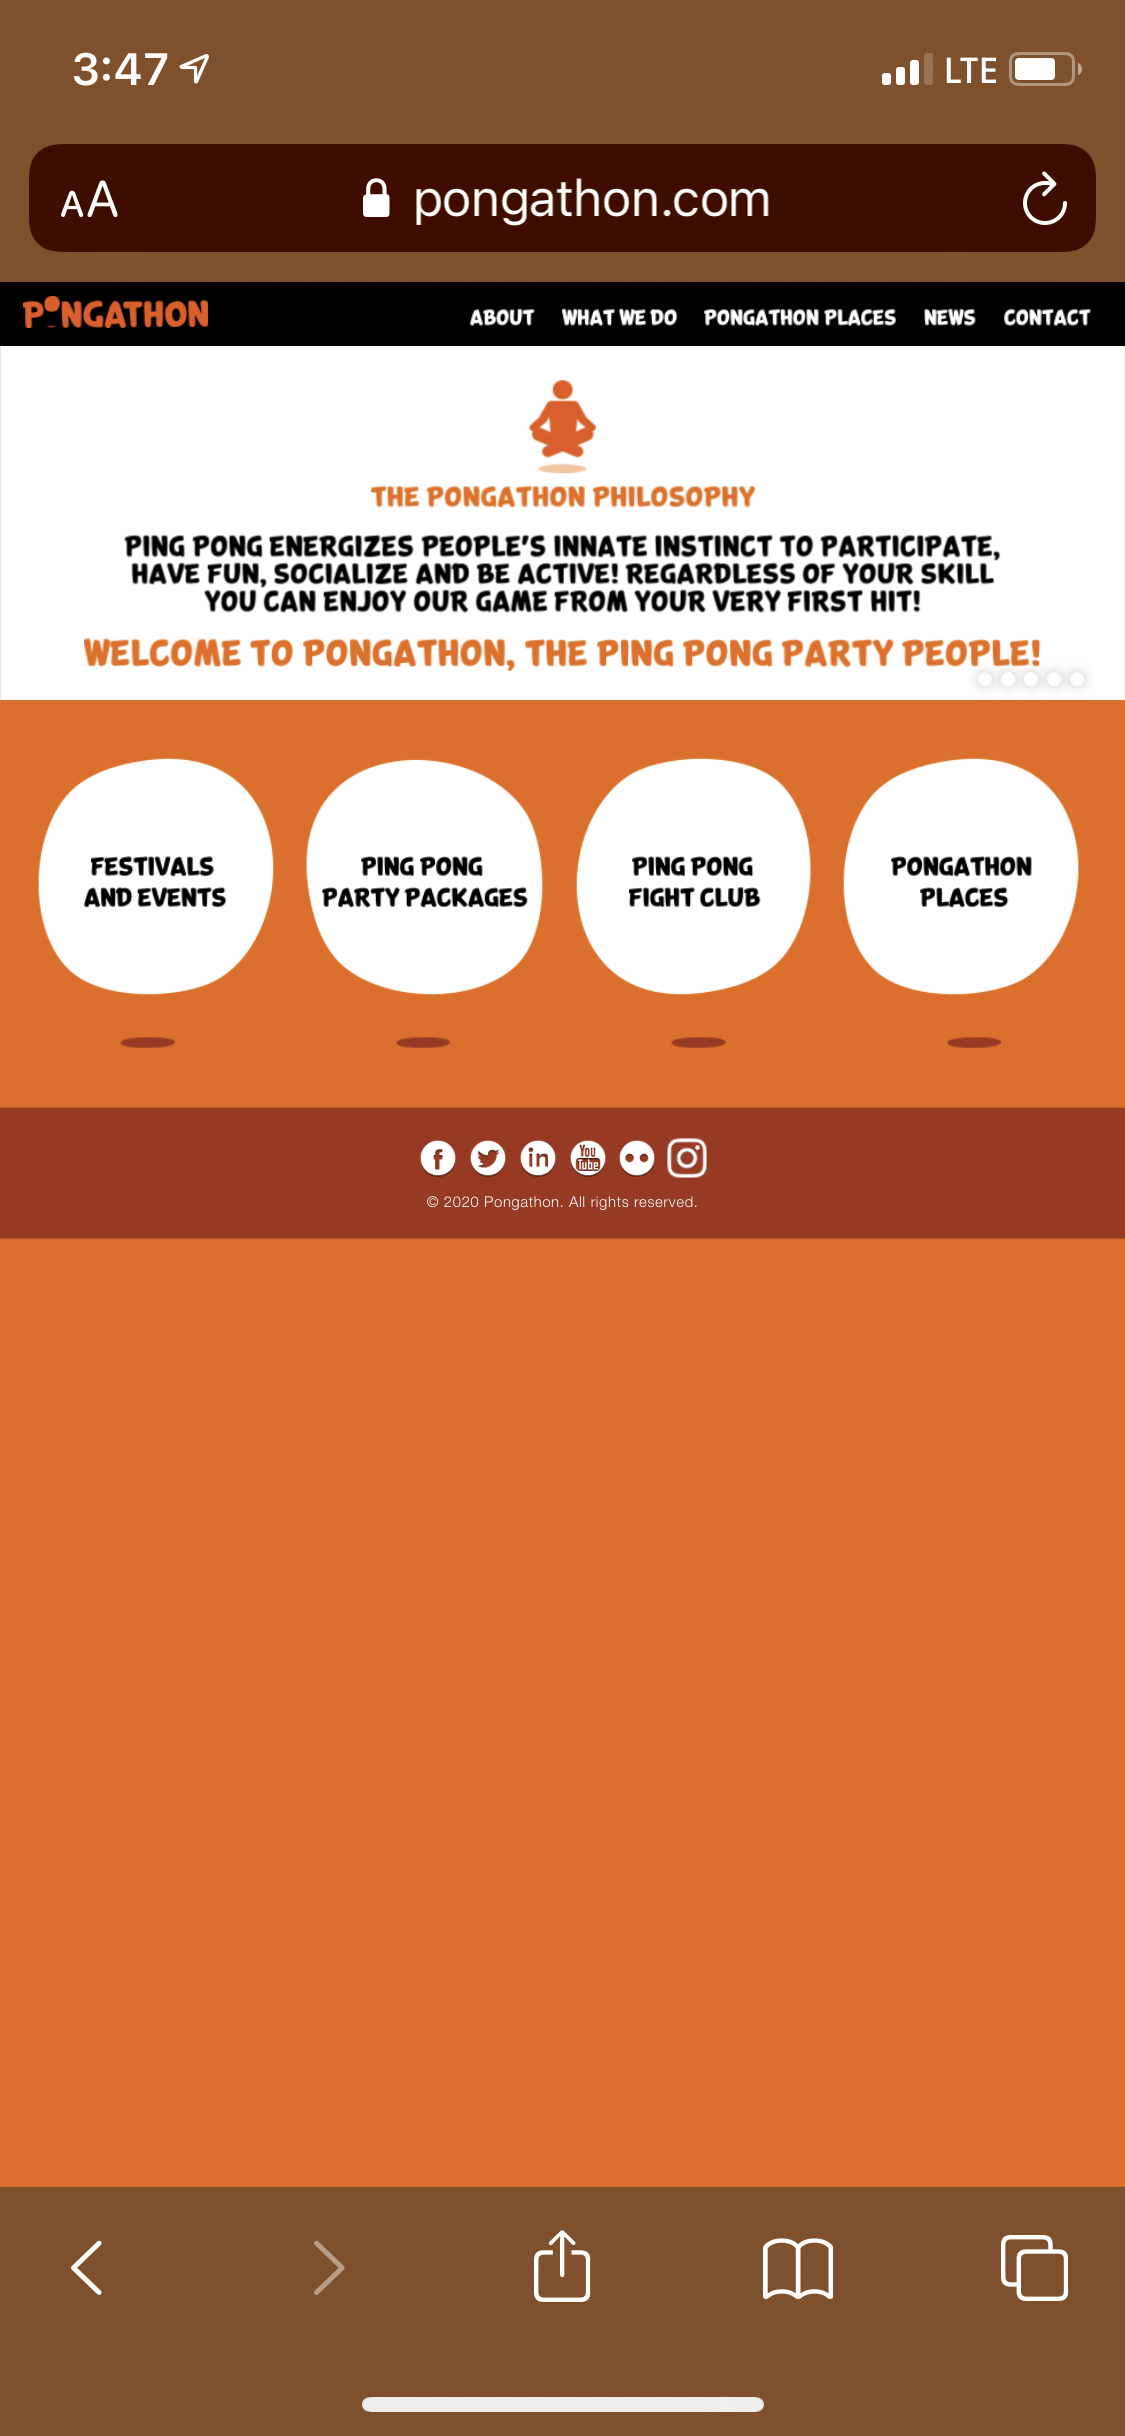 3:47
LTE
AA
pongathon.com
PONGATHON
ABOUT WHAT WE DO PONGATHON PLACES NEWS CONTACT
THE PONGATHON PHILOSOPHY
PING PONG ENERGIZES PEOPLE'S INNATE INSTINCT TO PARTICIPATE,
HAVE FUN, SOCIALIZE AND BE ACTIVE! REGARDLESS OF YOUR SKILL
YOU CAN ENJOY OUR GAME FROM YOUR VERY FIRST HIT!
WELCOME TO PONGATHON, THE PING PONG PARTY PEOPLE!
FESTIVALS
AND EVENTS
PING PONG
PARTY PACKAGES
PING PONG
FIGHT CLUB
PONGATHON
PLACES
f in You Tube
© 2020 Pongathon. All rights reserved.